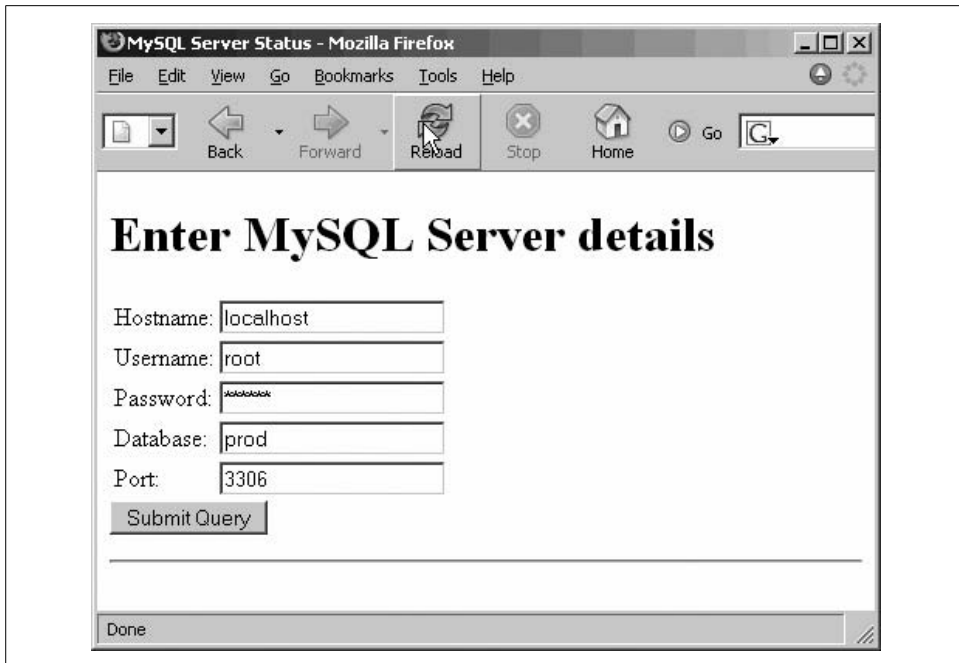 MySQL Server Status - Mozilla Firefox
File Edit View Go Bookmarks Tools Help
Back Forward Reload Stop Home Go G
Enter MySQL Server details
Hostname: localhost
Username: root
Password: *******
Database: prod
Port: 3306
Submit Query
Done